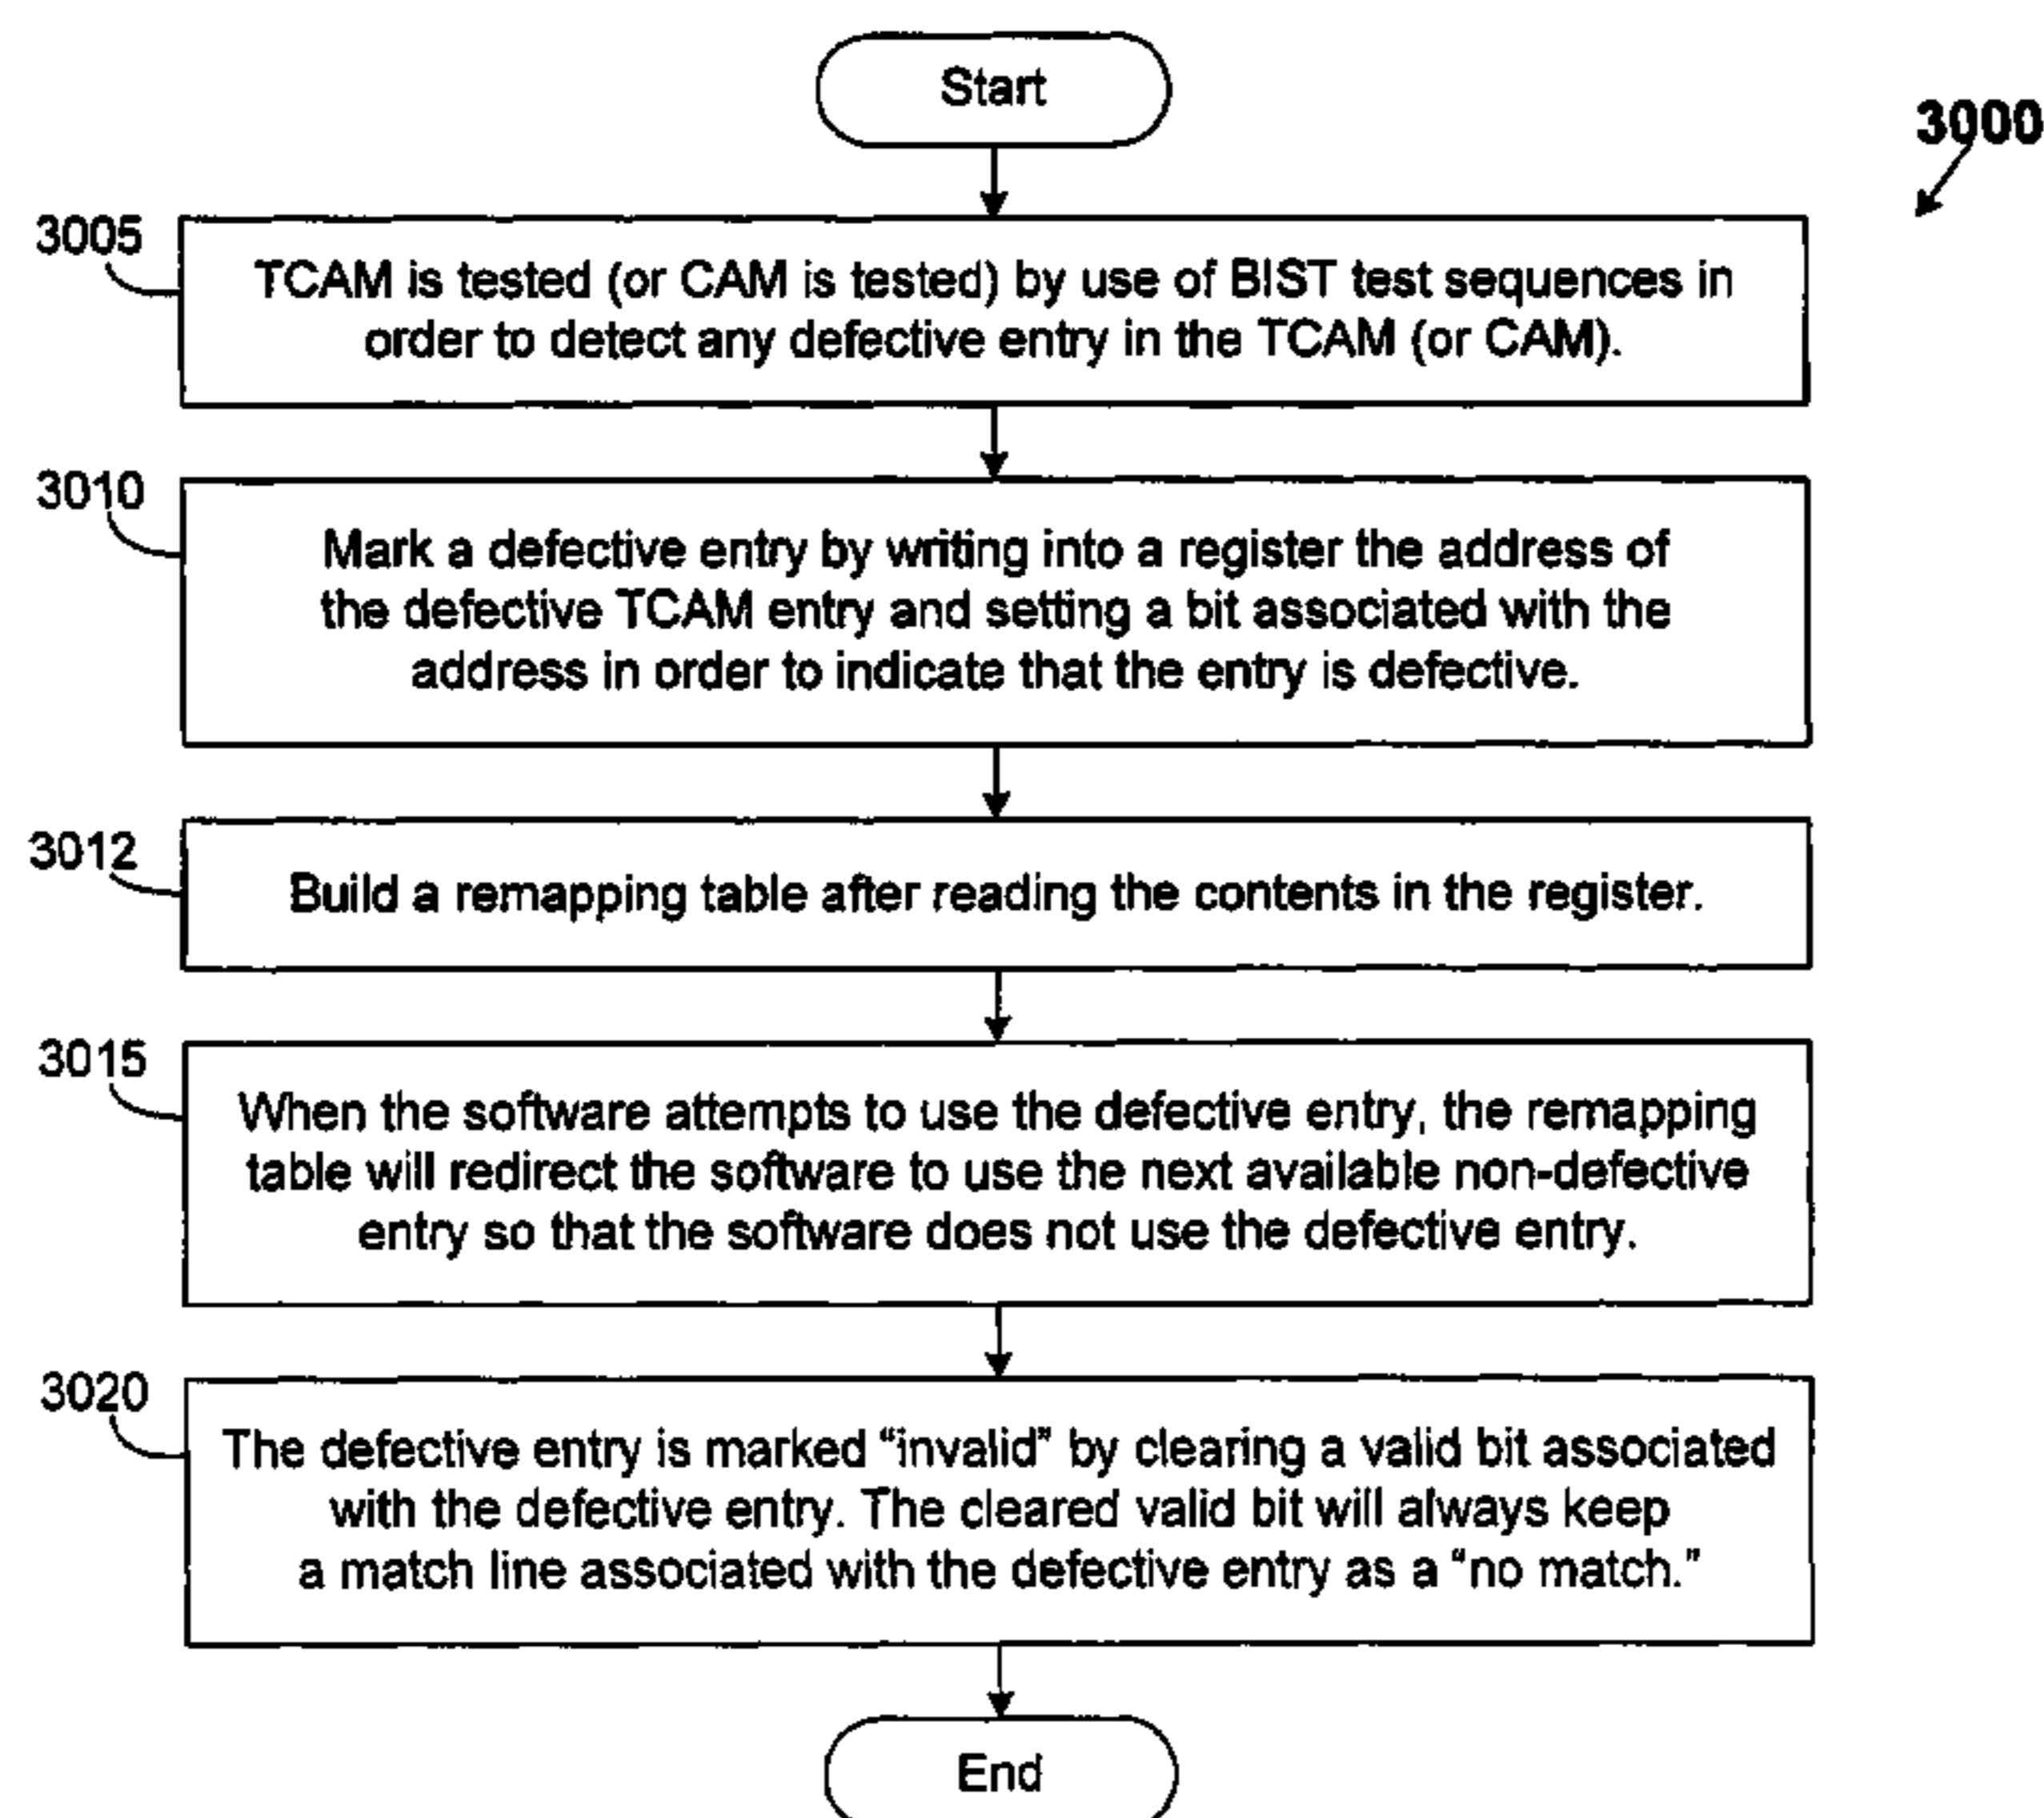 Start
3000
3005
TCAM is tested (or CAM is tested) by use of BIST test sequences in
order to detect any defective entry in the TCAM (or CAM).
3010
Mark a defective entry by writing into a register the address of
the defective TCAM entry and setting a bit associated with the
address in order to indicate that the entry is defective.
3012
Build a remapping table after reading the contents in the register.
3015
When the software attempts to use the defective entry, the remapping
table will redirect the software to use the next available non-defective
entry so that the software does not use the defective entry.
3020
The defective entry is marked “invalid” by clearing a valid bit associated
with the defective entry. The cleared valid bit will always keep
a match line associated with the defective entry as a “no match.”
End